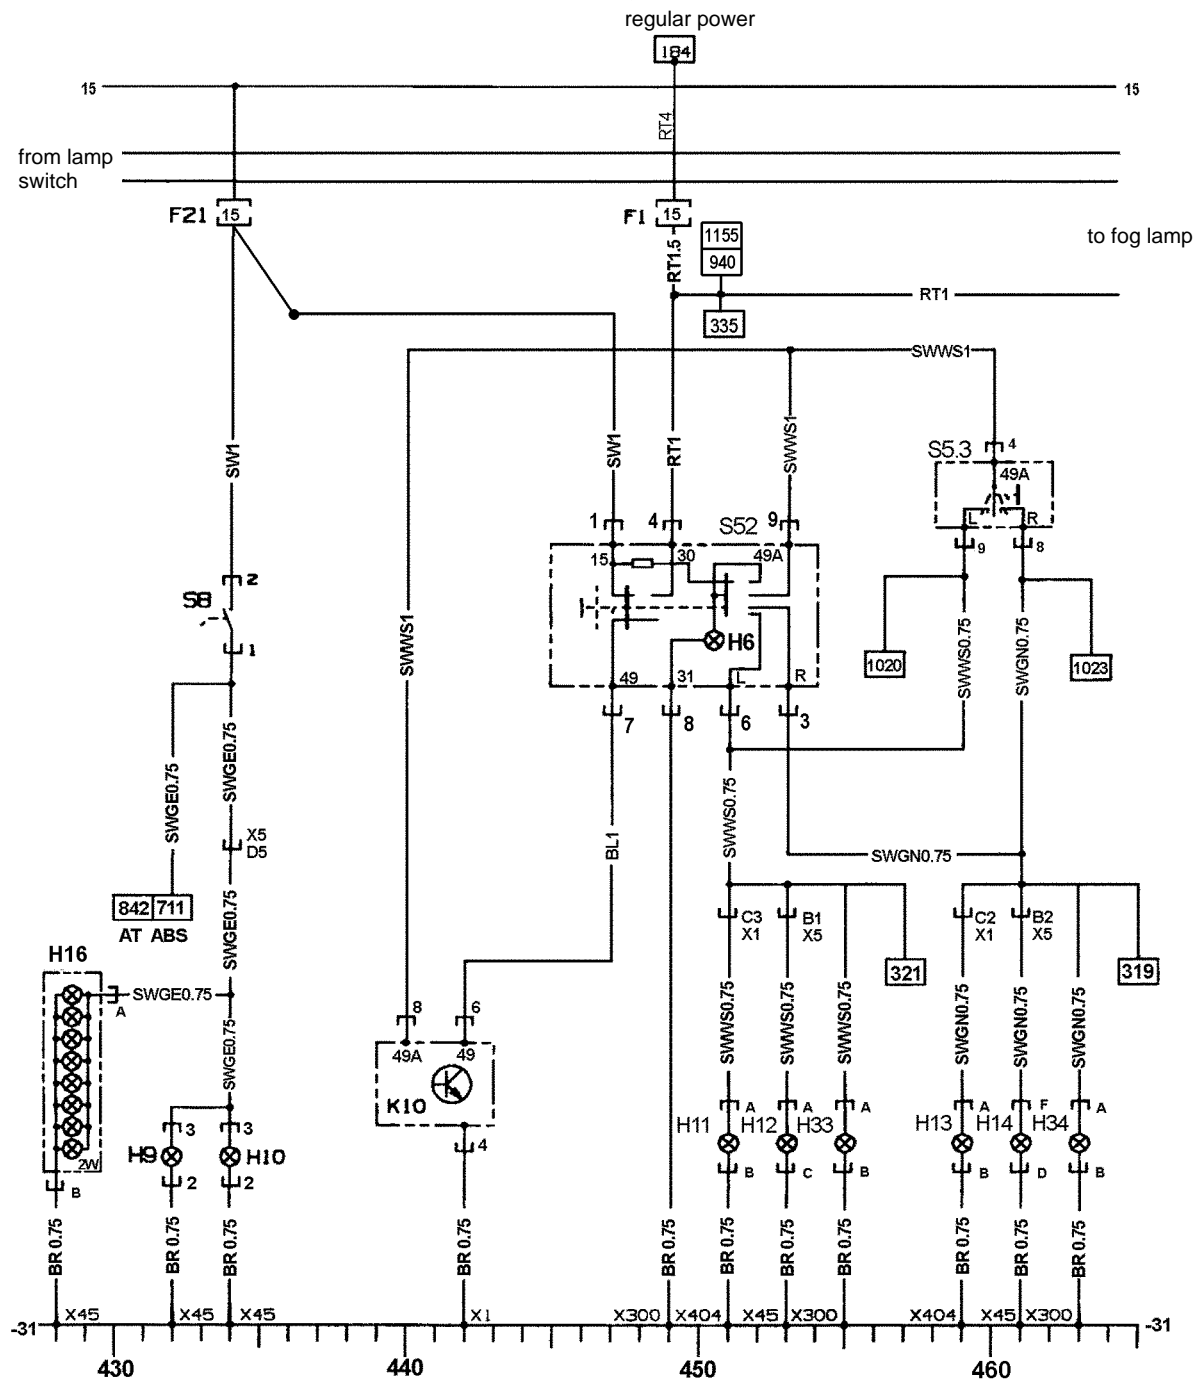 regular power
184
15 15
RT4
from lamp
switch
F21 15 F1 15
1155
940
to fog lamp
RT1.5
RT1
335
SWWS1
SW1 SW1 RT1 SWWS1
S5.3 4
49A
L R
9 8
1 4 S52 9
15 30 49A
2
S8
1
H6
49 31 L R
7 8 6 3
SWWS1
1020 1023
SWWS0.75 SWGN0.75
SWGE0.75 SWGE0.75
SWWS0.75
BL1
SWGN0.75
X5
D5
842 711
AT ABS
SWGE0.75
C3
X1
B1
X5
C2
X1
B2
X5
321 319
H16
SWGE0.75
A
SWGE0.75
SWWS0.75 SWWS0.75 SWWS0.75 SWGN0.75 SWGN0.75 SWGN0.75
8 6
49A 49
K10
4
3 3
H9 H10
2 2
2W
B
A A A A F A
H11 H12 H33 H13 H14 H34
B C B B D B
BR 0.75 BR 0.75 BR 0.75 BR 0.75 BR 0.75 BR 0.75 BR 0.75 BR 0.75 BR 0.75 BR 0.75 BR 0.75
X45 X45 X45 X1 X300 X404 X45 X300 X404 X45 X300
-31 -31
430 440 450 460